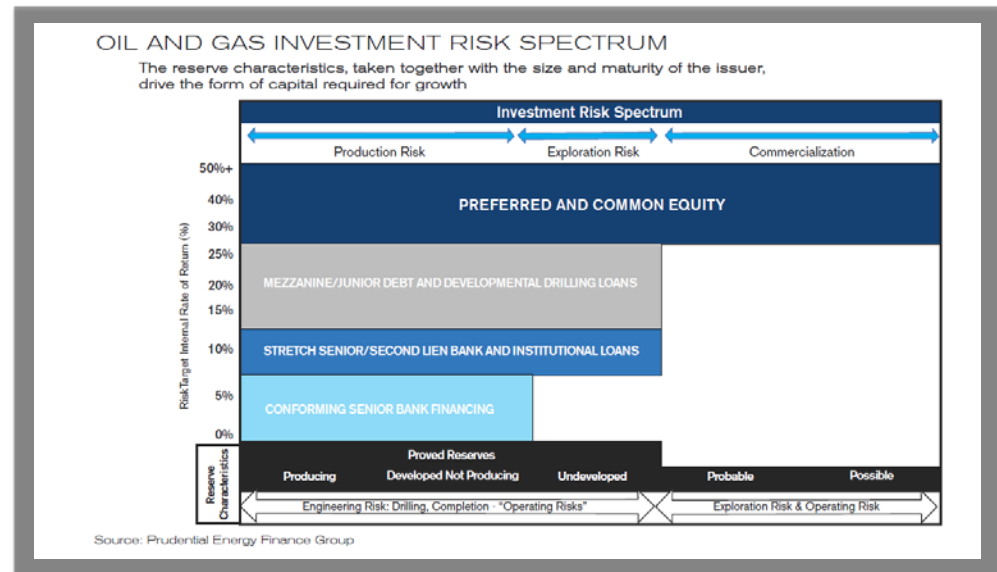 OIL AND GAS INVESTMENT RISK SPECTRUM
The reserve characteristics, taken together with the size and maturity of the issuer,
drive the form of capital required for growth
Investment Risk Spectrum
Production Risk
Exploration Risk
Commercialization
Risk/Target Internal Rate of Return (%)
50%+
40%
30%
25%
20%
15%
10%
5%
0%
PREFERRED AND COMMON EQUITY
MEZZANINE/JUNIOR DEBT AND DEVELOPMENTAL DRILLING LOANS
STRETCH SENIOR/SECOND LIEN BANK AND INSTITUTIONAL LOANS
CONFORMING SENIOR BANK FINANCING
Reserve
Characteristics
Proved Reserves
Producing
Developed Not Producing
Undeveloped
Probable
Possible
Engineering Risk: Drilling, Completion - "Operating Risks"
Exploration Risk & Operating Risk
Source: Prudential Energy Finance Group